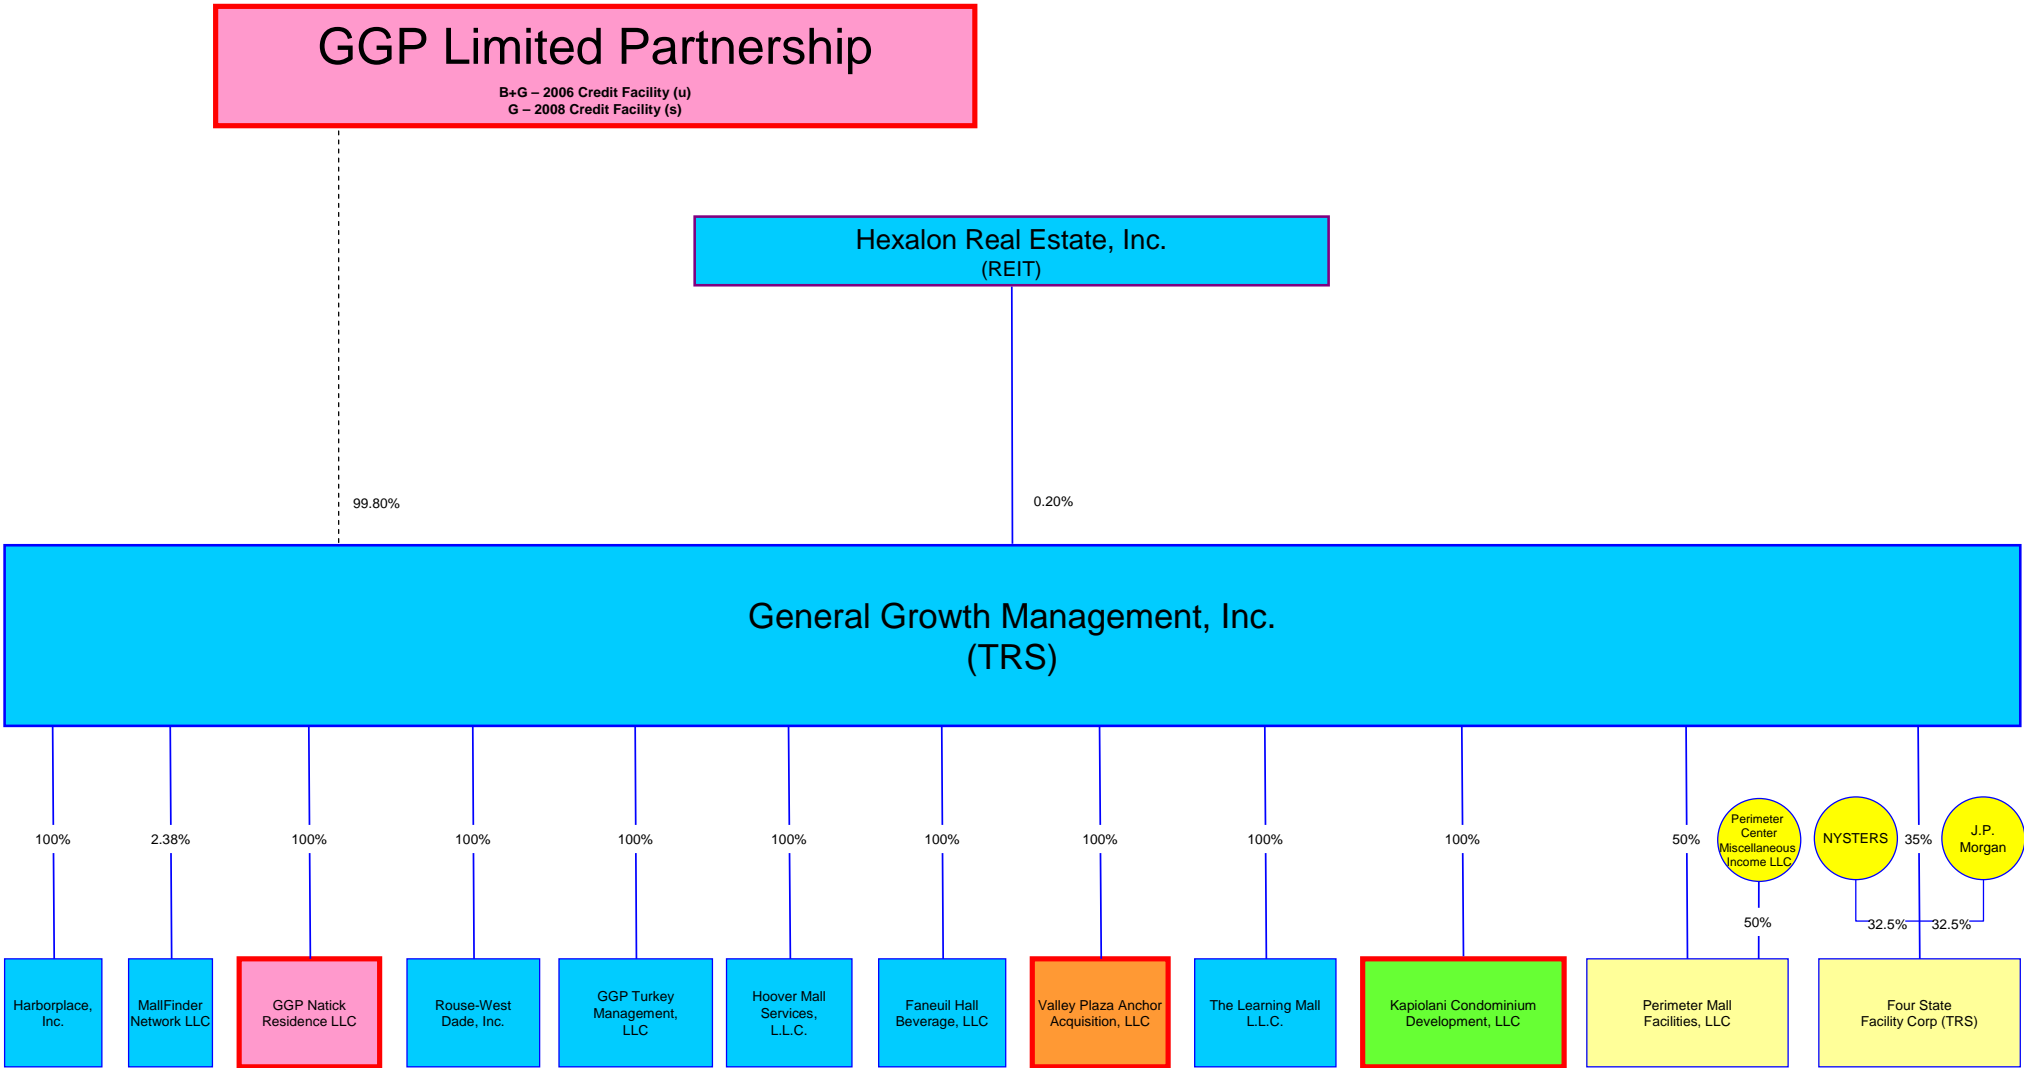 GGP Limited Partnership
B+G – 2006 Credit Facility (u)
G – 2008 Credit Facility (s)
Hexalon Real Estate, Inc.
(REIT)
99.80%
0.20%
General Growth Management, Inc.
(TRS)
100%
2.38%
100%
100%
100%
100%
100%
100%
100%
100%
50%
Perimeter
Center
Miscellaneous
Income LLC
NYSTERS
35%
J.P.
Morgan
50%
32.5%
32.5%
Harborplace,
Inc.
MallFinder
Network LLC
GGP Natick
Residence LLC
Rouse-West
Dade, Inc.
GGP Turkey
Management,
LLC
Hoover Mall
Services,
L.L.C.
Faneuil Hall
Beverage, LLC
Valley Plaza Anchor
Acquisition, LLC
The Learning Mall
L.L.C.
Kapiolani Condominium
Development, LLC
Perimeter Mall
Facilities, LLC
Four State
Facility Corp (TRS)